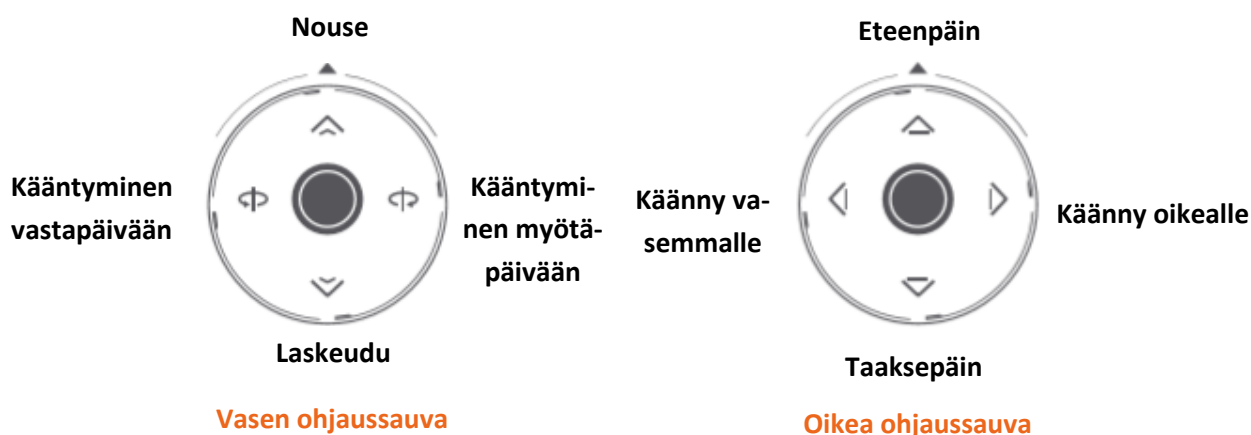 Nouse
Kääntyminen
vastapäivään
Kääntymi-
nen myötä-
päivään
Laskeudu
Vasen ohjaussauva
Eteenpäin
Käänny va-
semmalle
Käänny oikealle
Taaksepäin
Oikea ohjaussauva